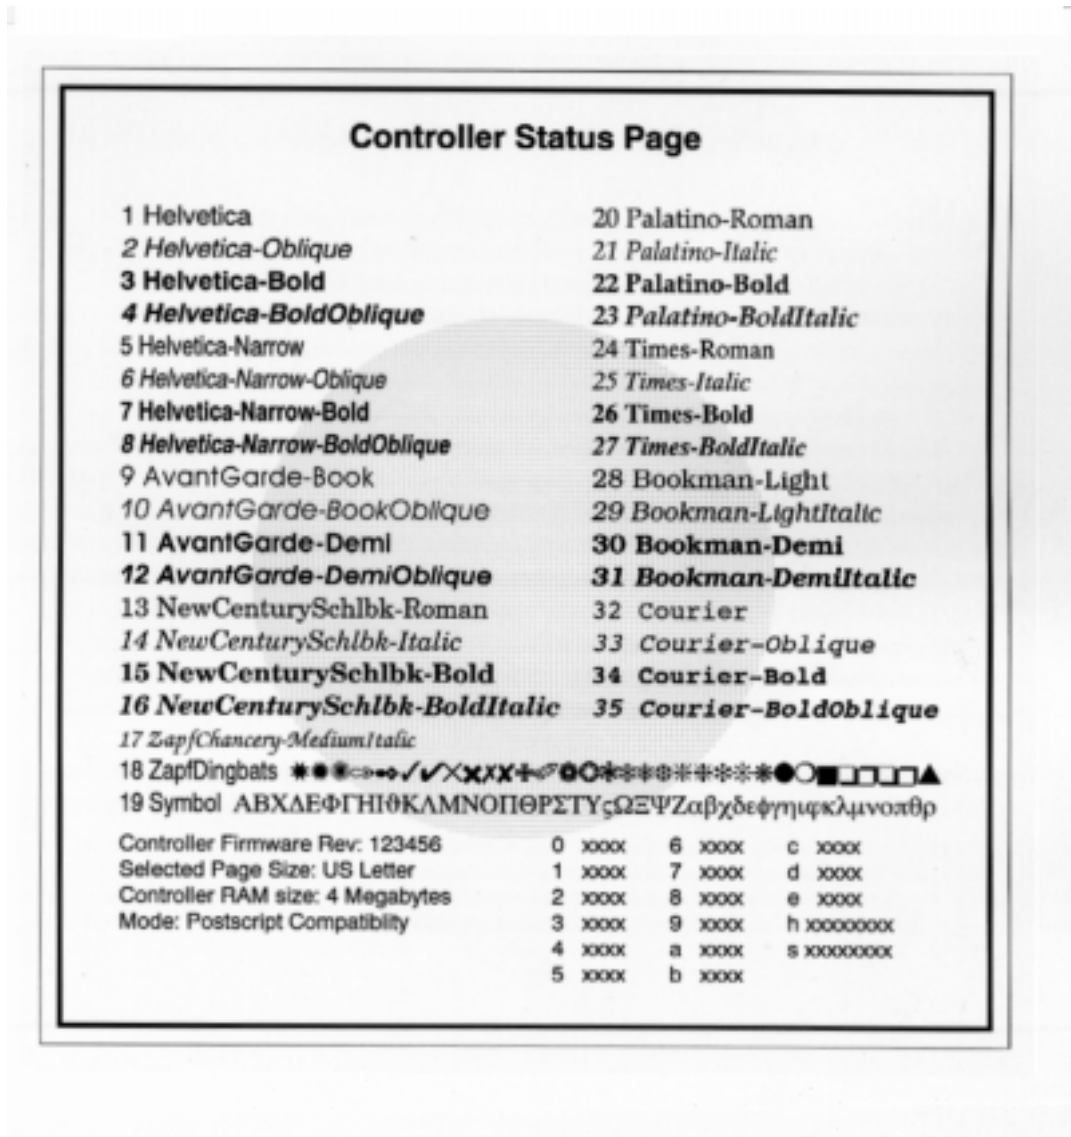 Controller Status Page
1 Helvetica
2 Helvetica-Oblique
3 Helvetica-Bold
4 Helvetica-BoldOblique
5 Helvetica-Narrow
6 Helvetica-Narrow-Oblique
7 Helvetica-Narrow-Bold
8 Helvetica-Narrow-BoldOblique
9 AvantGarde-Book
10 AvantGarde-BookOblique
11 AvantGarde-Demi
12 AvantGarde-DemiOblique
13 NewCenturySchlbk-Roman
14 NewCenturySchlbk-Italic
15 NewCenturySchlbk-Bold
16 NewCenturySchlbk-BoldItalic
17 ZapfChancery-MediumItalic
20 Palatino-Roman
21 Palatino-Italic
22 Palatino-Bold
23 Palatino-BoldItalic
24 Times-Roman
25 Times-Italic
26 Times-Bold
27 Times-BoldItalic
28 Bookman-Light
29 Bookman-LightItalic
30 Bookman-Demi
31 Bookman-DemiItalic
32 Courier
33 Courier-Oblique
34 Courier-Bold
35 Courier-BoldOblique
18 ZapfDingbats
19 Symbol ΑΒΧΔΕΦΓΗΙϑΚΛΜΝΟΠΘΡΣΤΥςΩΞΨΖαβχδεφγηιϕκλμνοπθρ
Controller Firmware Rev: 123456
Selected Page Size: US Letter
Controller RAM size: 4 Megabytes
Mode: Postscript Compatiblity
0 xxxx 6 xxxx c xxxx
1 xxxx 7 xxxx d xxxx
2 xxxx 8 xxxx e xxxx
3 xxxx 9 xxxx h xxxxxxxx
4 xxxx a xxxx s xxxxxxxx
5 xxxx b xxxx